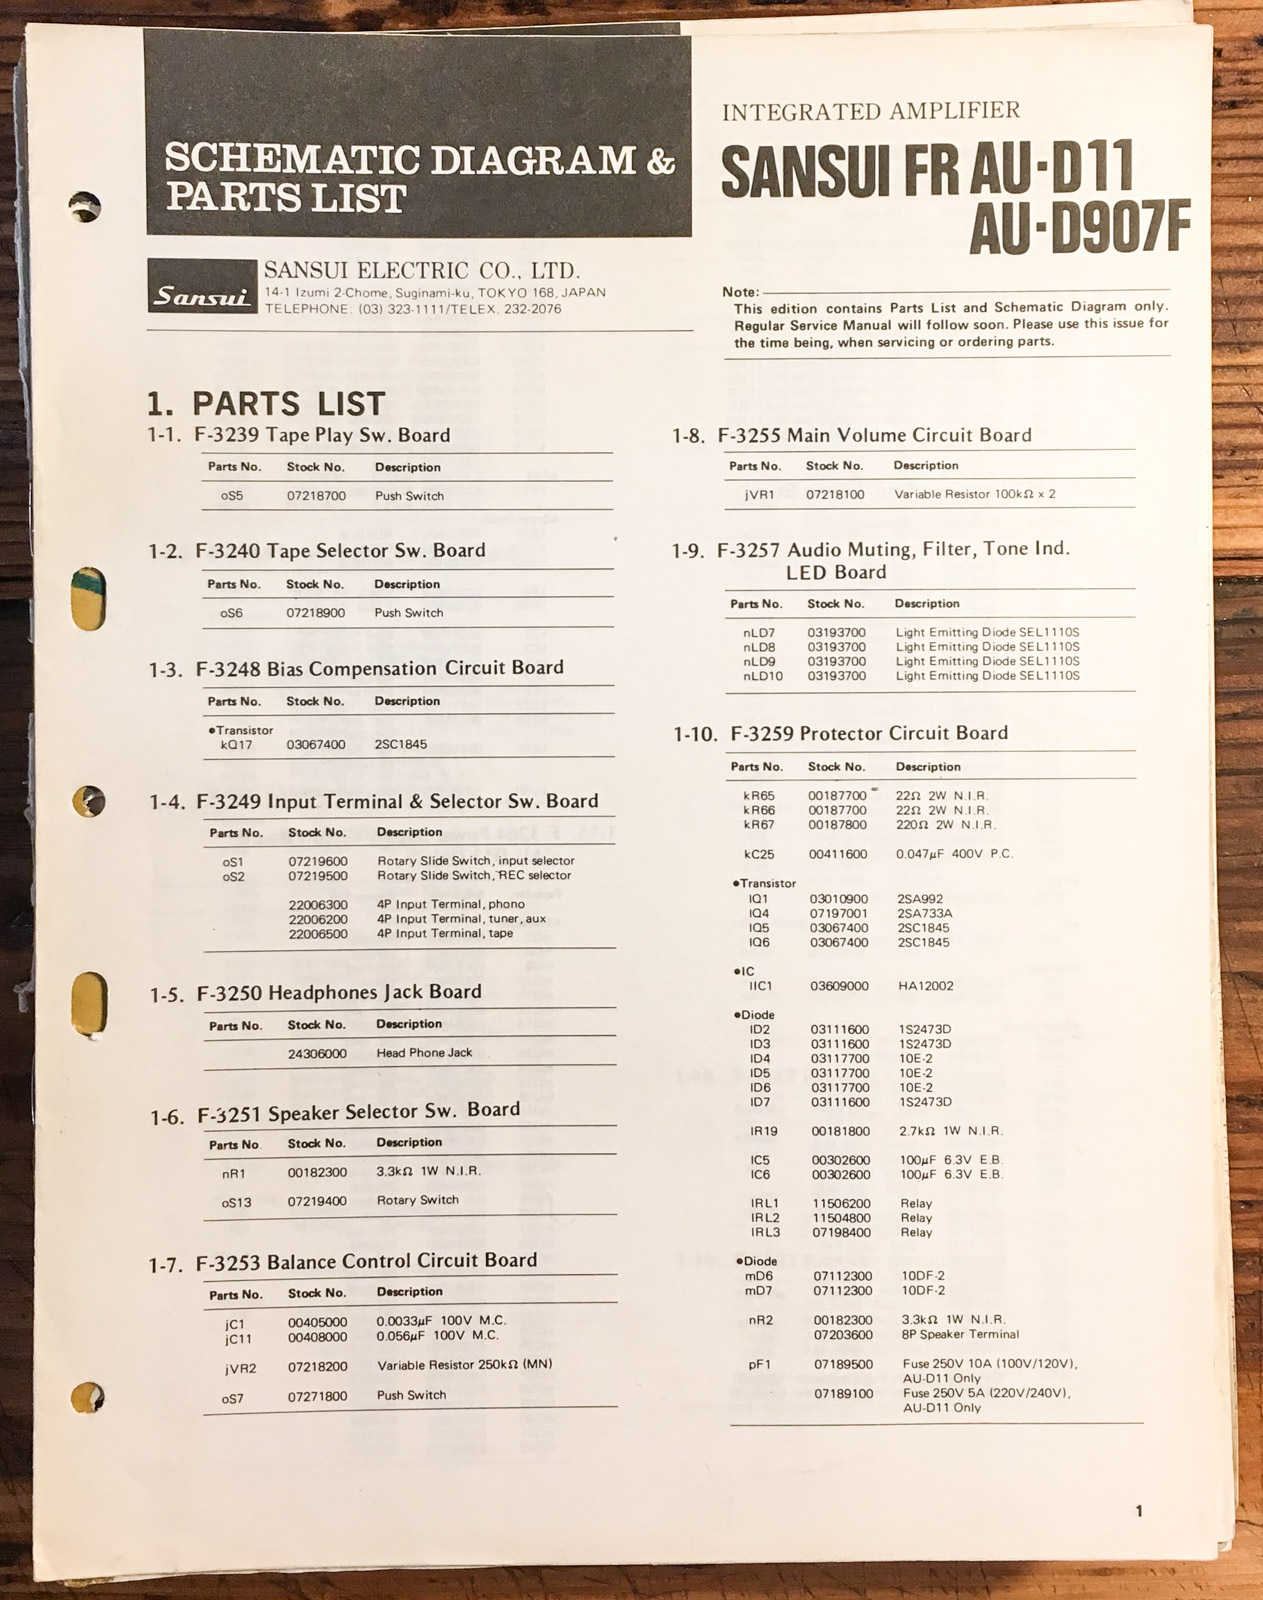 SCHEMATIC DIAGRAM &
PARTS LIST
Sansui
SANSUI ELECTRIC CO., LTD.
14-1 Izumi 2-Chome, Suginami-ku, TOKYO 168, JAPAN
TELEPHONE: (03) 323-1111/TELEX. 232-2076
INTEGRATED AMPLIFIER
SANSUI FR AU-D11
AU-D907F
Note:
This edition contains Parts List and Schematic Diagram only.
Regular Service Manual will follow soon. Please use this issue for
the time being, when servicing or ordering parts.
1. PARTS LIST
1-1. F-3239 Tape Play Sw. Board
Parts No. Stock No. Description
oS5 07218700 Push Switch
1-2. F-3240 Tape Selector Sw. Board
Parts No. Stock No. Description
oS6 07218900 Push Switch
1-3. F-3248 Bias Compensation Circuit Board
Parts No. Stock No. Description
●Transistor
kQ17 03067400 2SC1845
1-4. F-3249 Input Terminal & Selector Sw. Board
Parts No. Stock No. Description
oS1 07219600 Rotary Slide Switch, input selector
oS2 07219500 Rotary Slide Switch, REC selector
22006300 4P Input Terminal, phono
22006200 4P Input Terminal, tuner, aux
22006500 4P Input Terminal, tape
1-5. F-3250 Headphones Jack Board
Parts No. Stock No. Description
24306000 Head Phone Jack
1-6. F-3251 Speaker Selector Sw. Board
Parts No. Stock No. Description
nR1 00182300 3.3kΩ 1W N.I.R.
oS13 07219400 Rotary Switch
1-7. F-3253 Balance Control Circuit Board
Parts No. Stock No. Description
jC1 00405000 0.0033μF 100V M.C.
jC11 00408000 0.056μF 100V M.C.
jVR2 07218200 Variable Resistor 250kΩ (MN)
oS7 07271800 Push Switch
1-8. F-3255 Main Volume Circuit Board
Parts No. Stock No. Description
jVR1 07218100 Variable Resistor 100kΩ x 2
1-9. F-3257 Audio Muting, Filter, Tone Ind.
LED Board
Parts No. Stock No. Description
nLD7 03193700 Light Emitting Diode SEL1110S
nLD8 03193700 Light Emitting Diode SEL1110S
nLD9 03193700 Light Emitting Diode SEL1110S
nLD10 03193700 Light Emitting Diode SEL1110S
1-10. F-3259 Protector Circuit Board
Parts No. Stock No. Description
kR65 00187700 22Ω 2W N.I.R.
kR66 00187700 22Ω 2W N.I.R.
kR67 00187800 220Ω 2W N.I.R.
kC25 00411600 0.047μF 400V P.C.
●Transistor
IQ1 03010900 2SA992
IQ4 07197001 2SA733A
IQ5 03067400 2SC1845
IQ6 03067400 2SC1845
●IC
IIC1 03609000 HA12002
●Diode
ID2 03111600 1S2473D
ID3 03111600 1S2473D
ID4 03117700 10E-2
ID5 03117700 10E-2
ID6 03117700 10E-2
ID7 03111600 1S2473D
IR19 00181800 2.7kΩ 1W N.I.R.
IC5 00302600 100μF 6.3V E.B.
IC6 00302600 100μF 6.3V E.B.
IRL1 11506200 Relay
IRL2 11504800 Relay
IRL3 07198400 Relay
●Diode
mD6 07112300 10DF-2
mD7 07112300 10DF-2
nR2 00182300 3.3kΩ 1W N.I.R.
07203600 8P Speaker Terminal
pF1 07189500 Fuse 250V 10A (100V/120V),
AU-D11 Only
07189100 Fuse 250V 5A (220V/240V),
AU-D11 Only
1